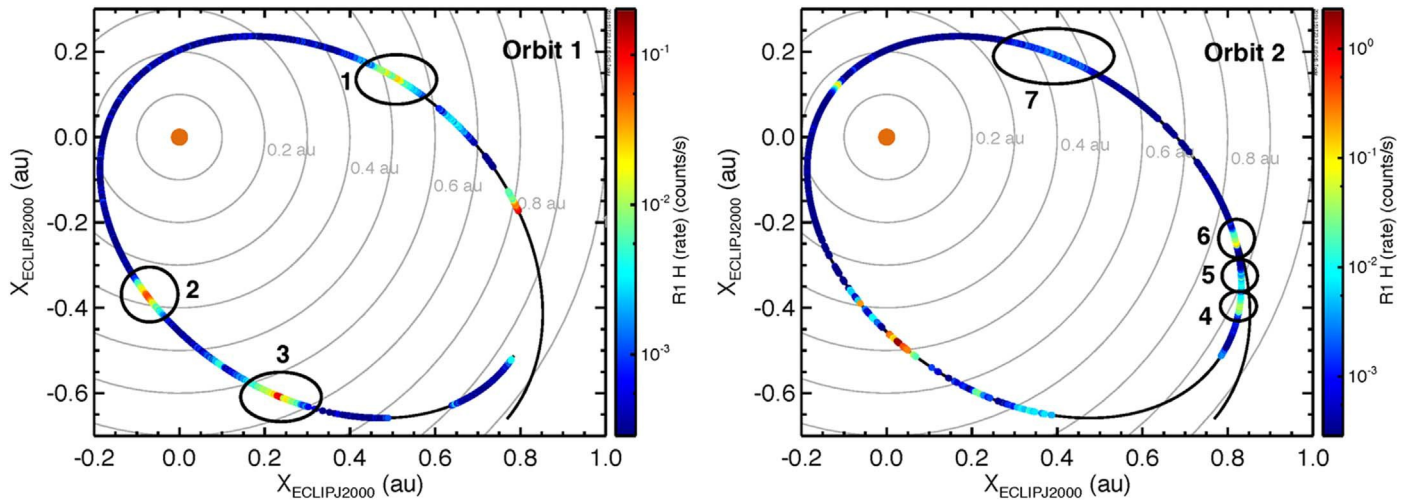 Orbit 1
1
2
3
0.2 au
0.4 au
0.6 au
0.8 au
0.2
0.0
-0.2
-0.4
-0.6
-0.2
0.0
0.2
0.4
0.6
0.8
1.0
X_ECLIPJ2000 (au)
X_ECLIPJ2000 (au)
10^-1
10^-2
10^-3
R1 H (rate) (counts/s)
Orbit 2
7
6
5
4
0.2 au
0.4 au
0.6 au
0.8 au
0.2
0.0
-0.2
-0.4
-0.6
-0.2
0.0
0.2
0.4
0.6
0.8
1.0
X_ECLIPJ2000 (au)
X_ECLIPJ2000 (au)
10^0
10^-1
10^-2
10^-3
R1 H (rate) (counts/s)